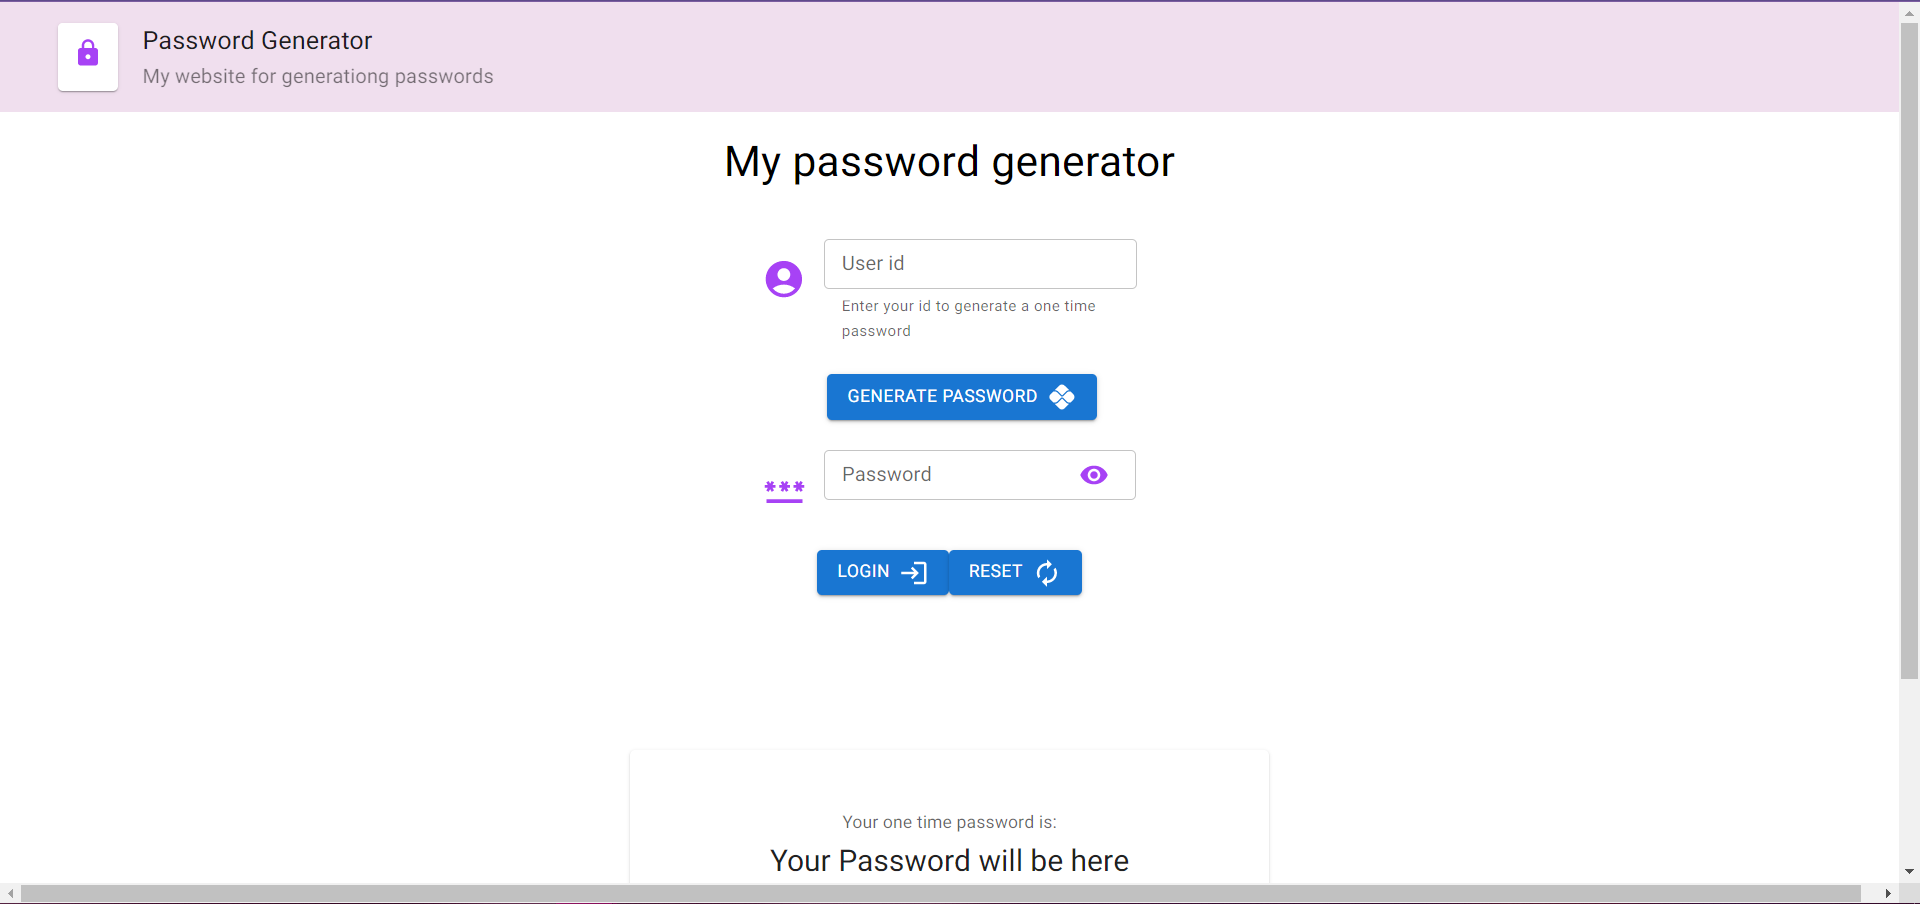 Password Generator
My website for generationg passwords
My password generator
User id
Enter your id to generate a one time
password
GENERATE PASSWORD
Password
***
LOGIN
RESET
Your one time password is:
Your Password will be here